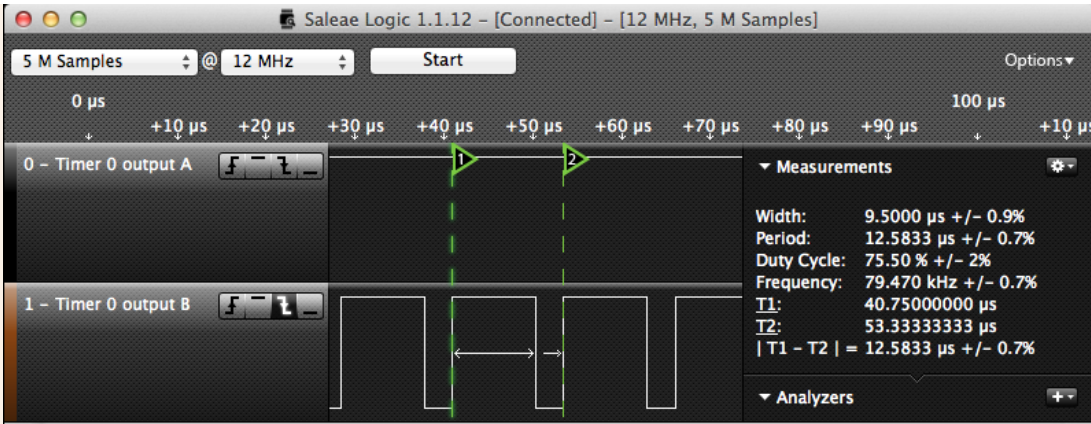 Saleae Logic 1.1.12 – [Connected] – [12 MHz, 5 M Samples]
5 M Samples @ 12 MHz Start Options▾
0 µs 100 µs
+10 µs +20 µs +30 µs +40 µs +50 µs +60 µs +70 µs +80 µs +90 µs +10 µs
0 – Timer 0 output A 1 2
Measurements
Width: 9.5000 µs +/– 0.9%
Period: 12.5833 µs +/– 0.7%
Duty Cycle: 75.50 % +/– 2%
Frequency: 79.470 kHz +/– 0.7%
T1: 40.75000000 µs
T2: 53.33333333 µs
| T1 – T2 | = 12.5833 µs +/– 0.7%
1 – Timer 0 output B
Analyzers